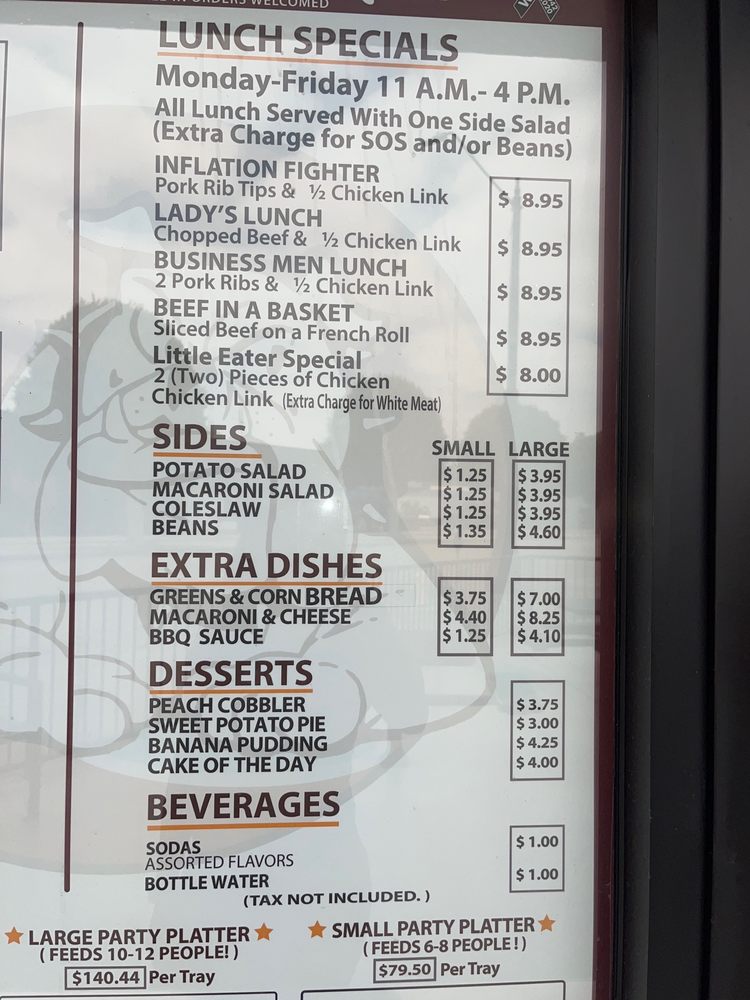 IN ORDERS WELCOMED
LUNCH SPECIALS
Monday-Friday 11 A.M.- 4 P.M.
All Lunch Served With One Side Salad
(Extra Charge for SOS and/or Beans)
INFLATION FIGHTER
Pork Rib Tips & ½ Chicken Link $ 8.95
LADY'S LUNCH
Chopped Beef & ½ Chicken Link $ 8.95
BUSINESS MEN LUNCH
2 Pork Ribs & ½ Chicken Link $ 8.95
BEEF IN A BASKET
Sliced Beef on a French Roll $ 8.95
Little Eater Special
2 (Two) Pieces of Chicken $ 8.00
Chicken Link (Extra Charge for White Meat)
SIDES SMALL LARGE
POTATO SALAD $ 1.25 $ 3.95
MACARONI SALAD $ 1.25 $ 3.95
COLESLAW $ 1.25 $ 3.95
BEANS $ 1.35 $ 4.60
EXTRA DISHES
GREENS & CORN BREAD $ 3.75 $ 7.00
MACARONI & CHEESE $ 4.40 $ 8.25
BBQ SAUCE $ 1.25 $ 4.10
DESSERTS
PEACH COBBLER $ 3.75
SWEET POTATO PIE $ 3.00
BANANA PUDDING $ 4.25
CAKE OF THE DAY $ 4.00
BEVERAGES
SODAS $ 1.00
ASSORTED FLAVORS
BOTTLE WATER $ 1.00
(TAX NOT INCLUDED. )
LARGE PARTY PLATTER
( FEEDS 10-12 PEOPLE! )
$140.44 Per Tray
SMALL PARTY PLATTER
( FEEDS 6-8 PEOPLE ! )
$79.50 Per Tray